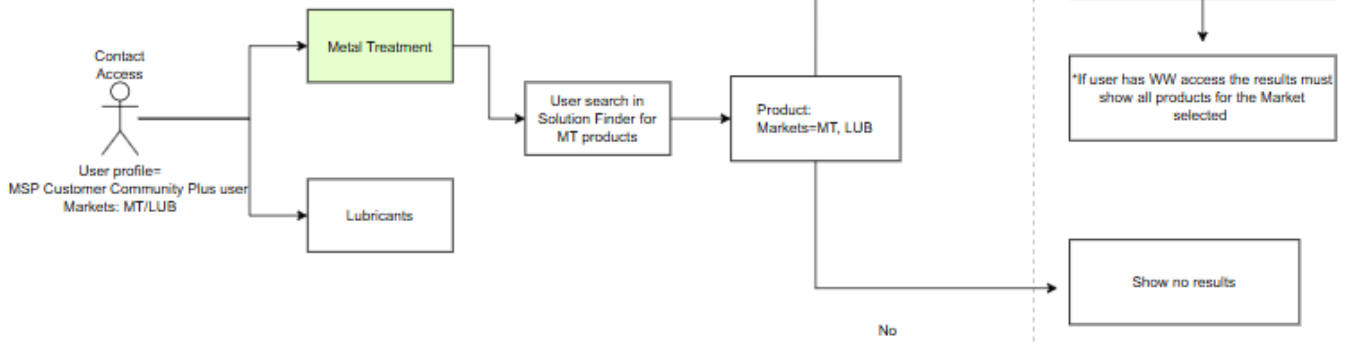 Contact
Access
User profile=
MSP Customer Community Plus user
Markets: MT/LUB
Metal Treatment
Lubricants
User search in
Solution Finder for
MT products
Product:
Markets=MT, LUB
*If user has WW access the results must
show all products for the Market
selected
Show no results
No